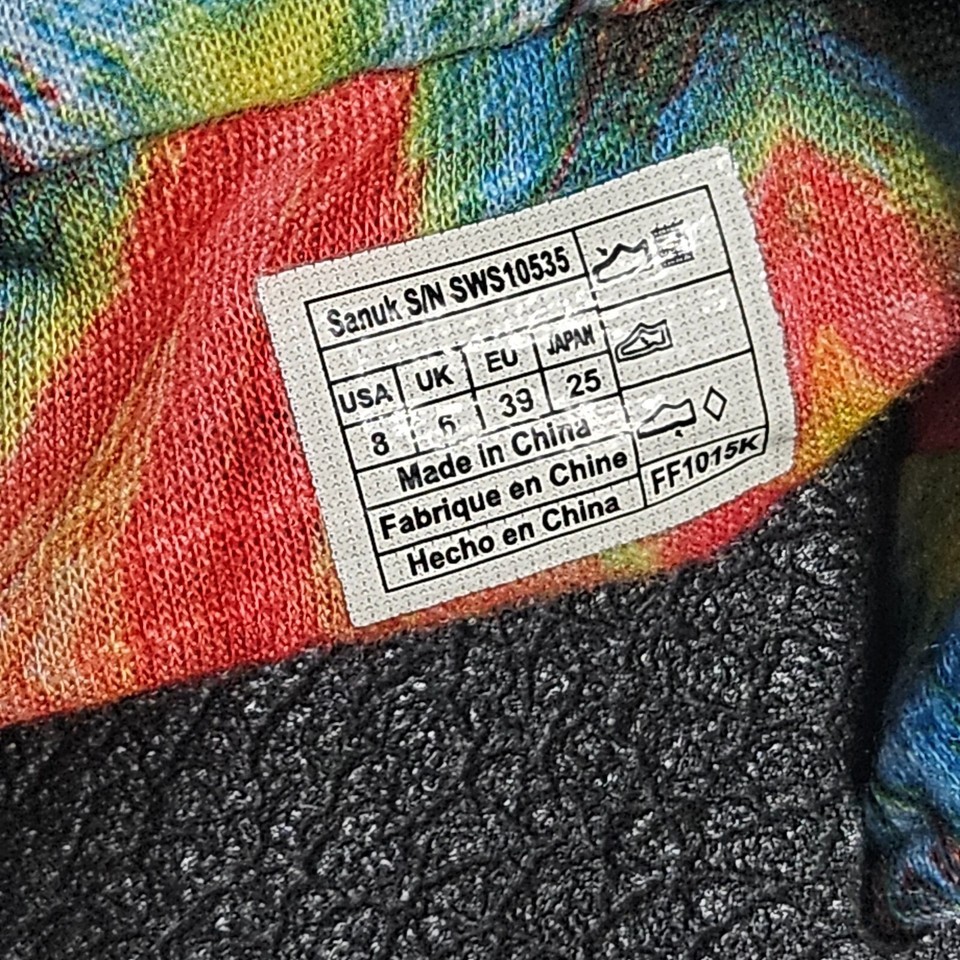 Sanuk S/N SWS10535
USA UK EU JAPAN
8 6 39 25
Made in China
Fabrique en Chine
Hecho en China
FF1015K